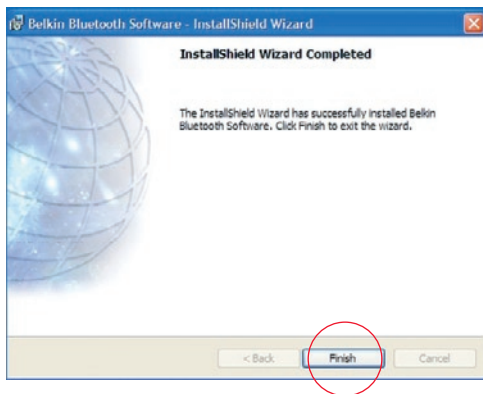 Belkin Bluetooth Software - InstallShield Wizard
InstallShield Wizard Completed
The InstallShield Wizard has successfully installed Belkin
Bluetooth Software. Click Finish to exit the wizard.
< Back
Finish
Cancel